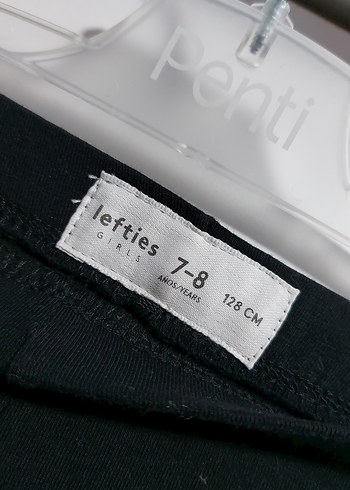 Penti
lefties
GIRLS
7-8
AÑOS/YEARS
128 CM